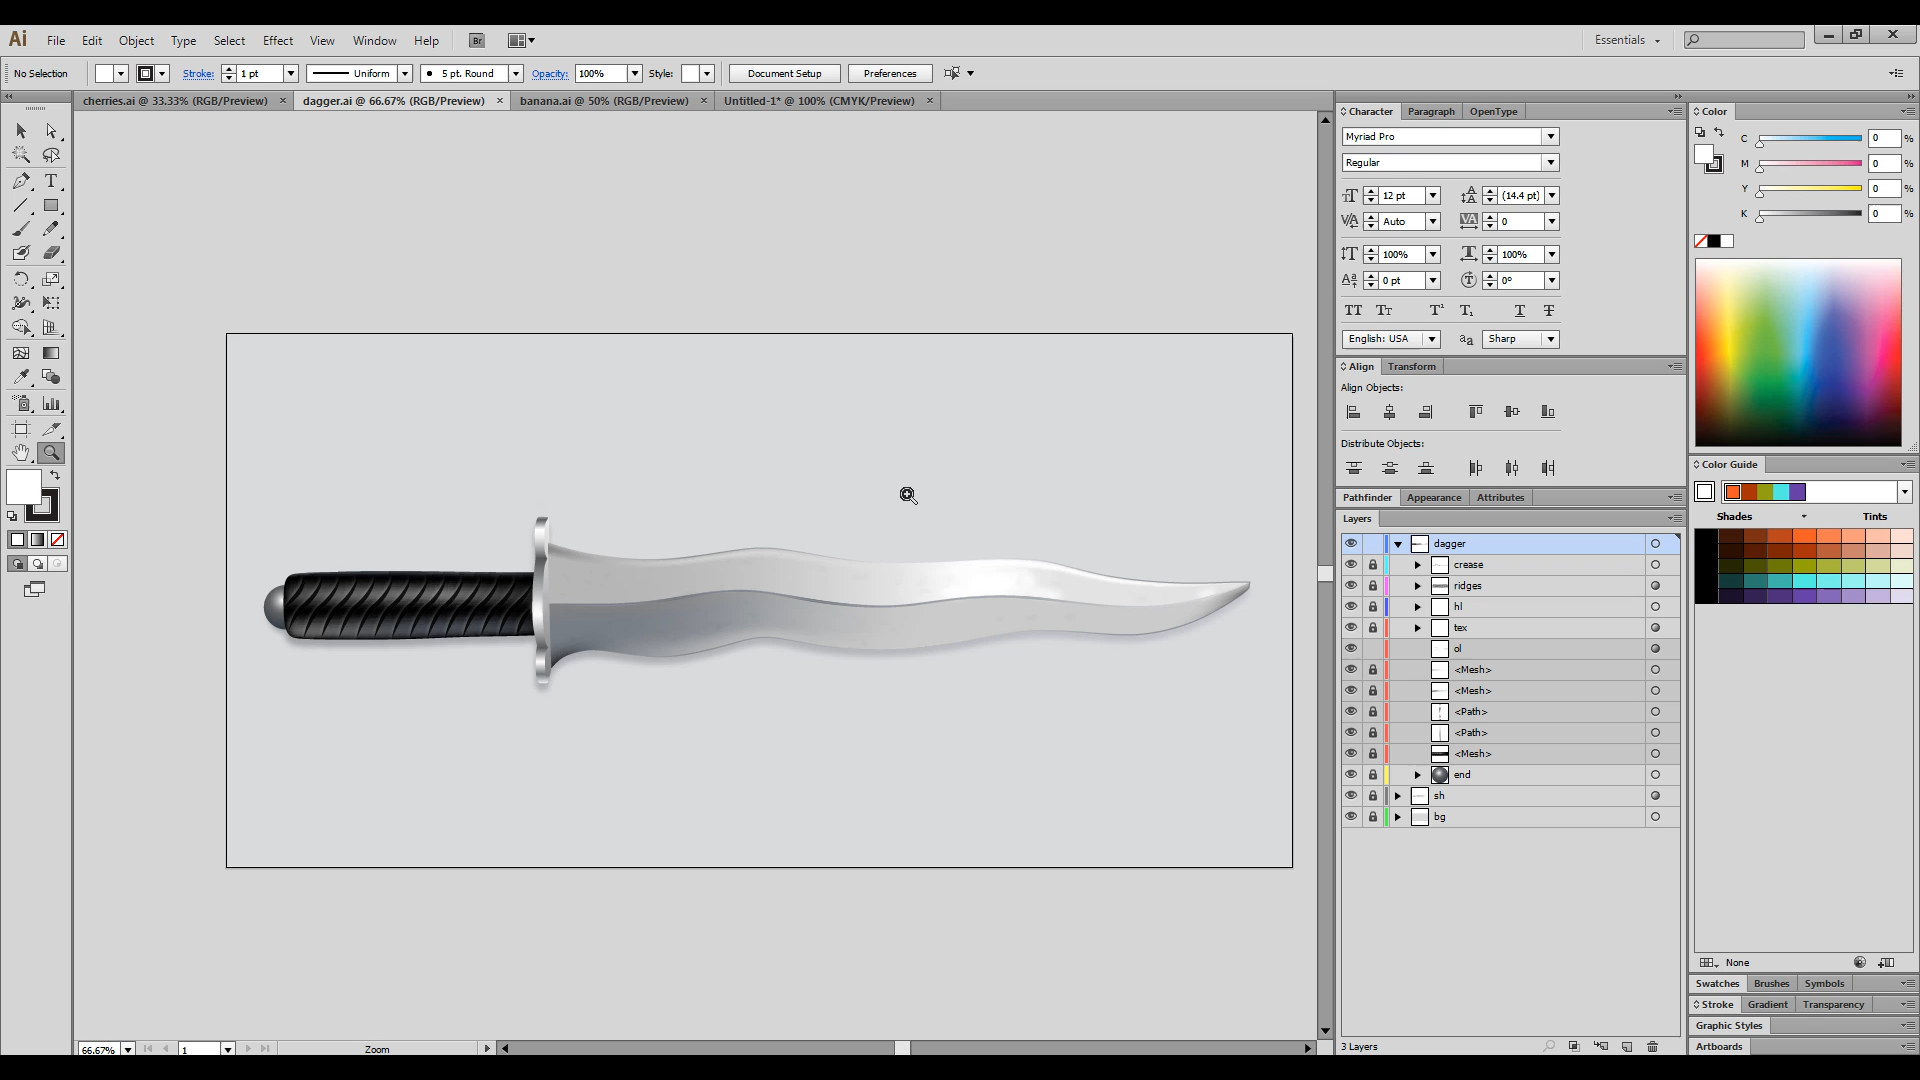 Ai File Edit Object Type Select Effect View Window Help Br Essentials
No Selection Stroke: 1 pt Uniform 5 pt. Round Opacity: 100% Style: Document Setup Preferences
cherries.ai @ 33.33% (RGB/Preview) dagger.ai @ 66.67% (RGB/Preview) banana.ai @ 50% (RGB/Preview) Untitled-1* @ 100% (CMYK/Preview)
Character Paragraph OpenType
Myriad Pro
Regular
12 pt (14.4 pt)
Auto 0
100% 100%
0 pt 0°
English: USA Sharp
Align Transform
Align Objects:
Distribute Objects:
Pathfinder Appearance Attributes
Layers
dagger
crease
ridges
hl
tex
ol
<Mesh>
<Mesh>
<Path>
<Path>
<Mesh>
end
sh
bg
3 Layers
Color
C 0 %
M 0 %
Y 0 %
K 0 %
Color Guide
Shades Tints
None
Swatches Brushes Symbols
Stroke Gradient Transparency
Graphic Styles
Artboards
66.67% 1 Zoom